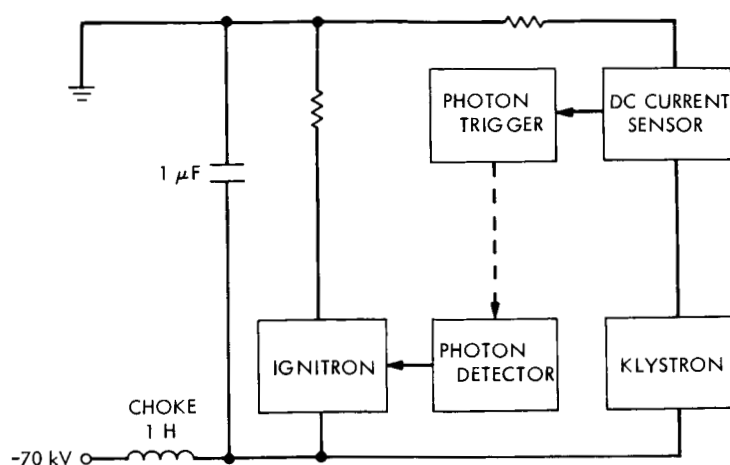 PHOTON
TRIGGER
DC CURRENT
SENSOR
1 μF
IGNITRON
PHOTON
DETECTOR
KLYSTRON
CHOKE
1 H
-70 kV